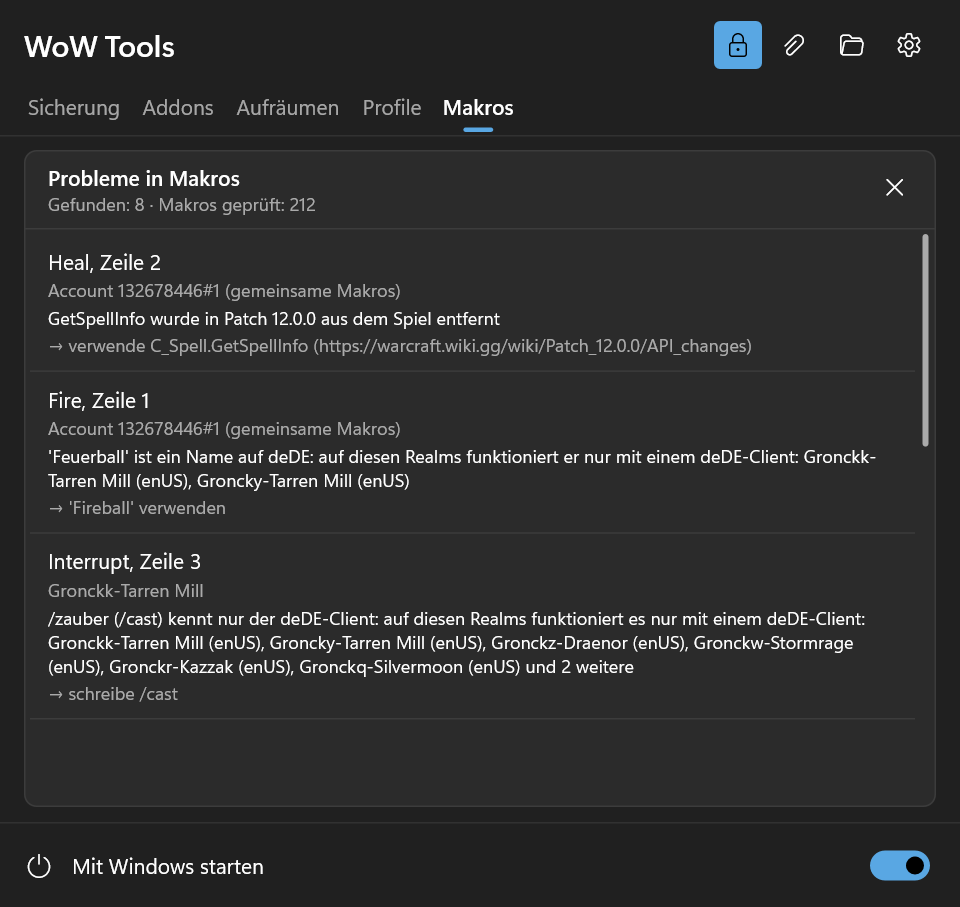 WoW Tools
Sicherung Addons Aufräumen Profile Makros
Probleme in Makros
Gefunden: 8 · Makros geprüft: 212
Heal, Zeile 2
Account 132678446#1 (gemeinsame Makros)
GetSpellInfo wurde in Patch 12.0.0 aus dem Spiel entfernt
→ verwende C_Spell.GetSpellInfo (https://warcraft.wiki.gg/wiki/Patch_12.0.0/API_changes)
Fire, Zeile 1
Account 132678446#1 (gemeinsame Makros)
'Feuerball' ist ein Name auf deDE: auf diesen Realms funktioniert er nur mit einem deDE-Client: Gronckk-
Tarren Mill (enUS), Groncky-Tarren Mill (enUS)
→ 'Fireball' verwenden
Interrupt, Zeile 3
Gronckk-Tarren Mill
/zauber (/cast) kennt nur der deDE-Client: auf diesen Realms funktioniert es nur mit einem deDE-Client:
Gronckk-Tarren Mill (enUS), Groncky-Tarren Mill (enUS), Gronckz-Draenor (enUS), Gronckw-Stormrage
(enUS), Gronckr-Kazzak (enUS), Gronckq-Silvermoon (enUS) und 2 weitere
→ schreibe /cast
Mit Windows starten